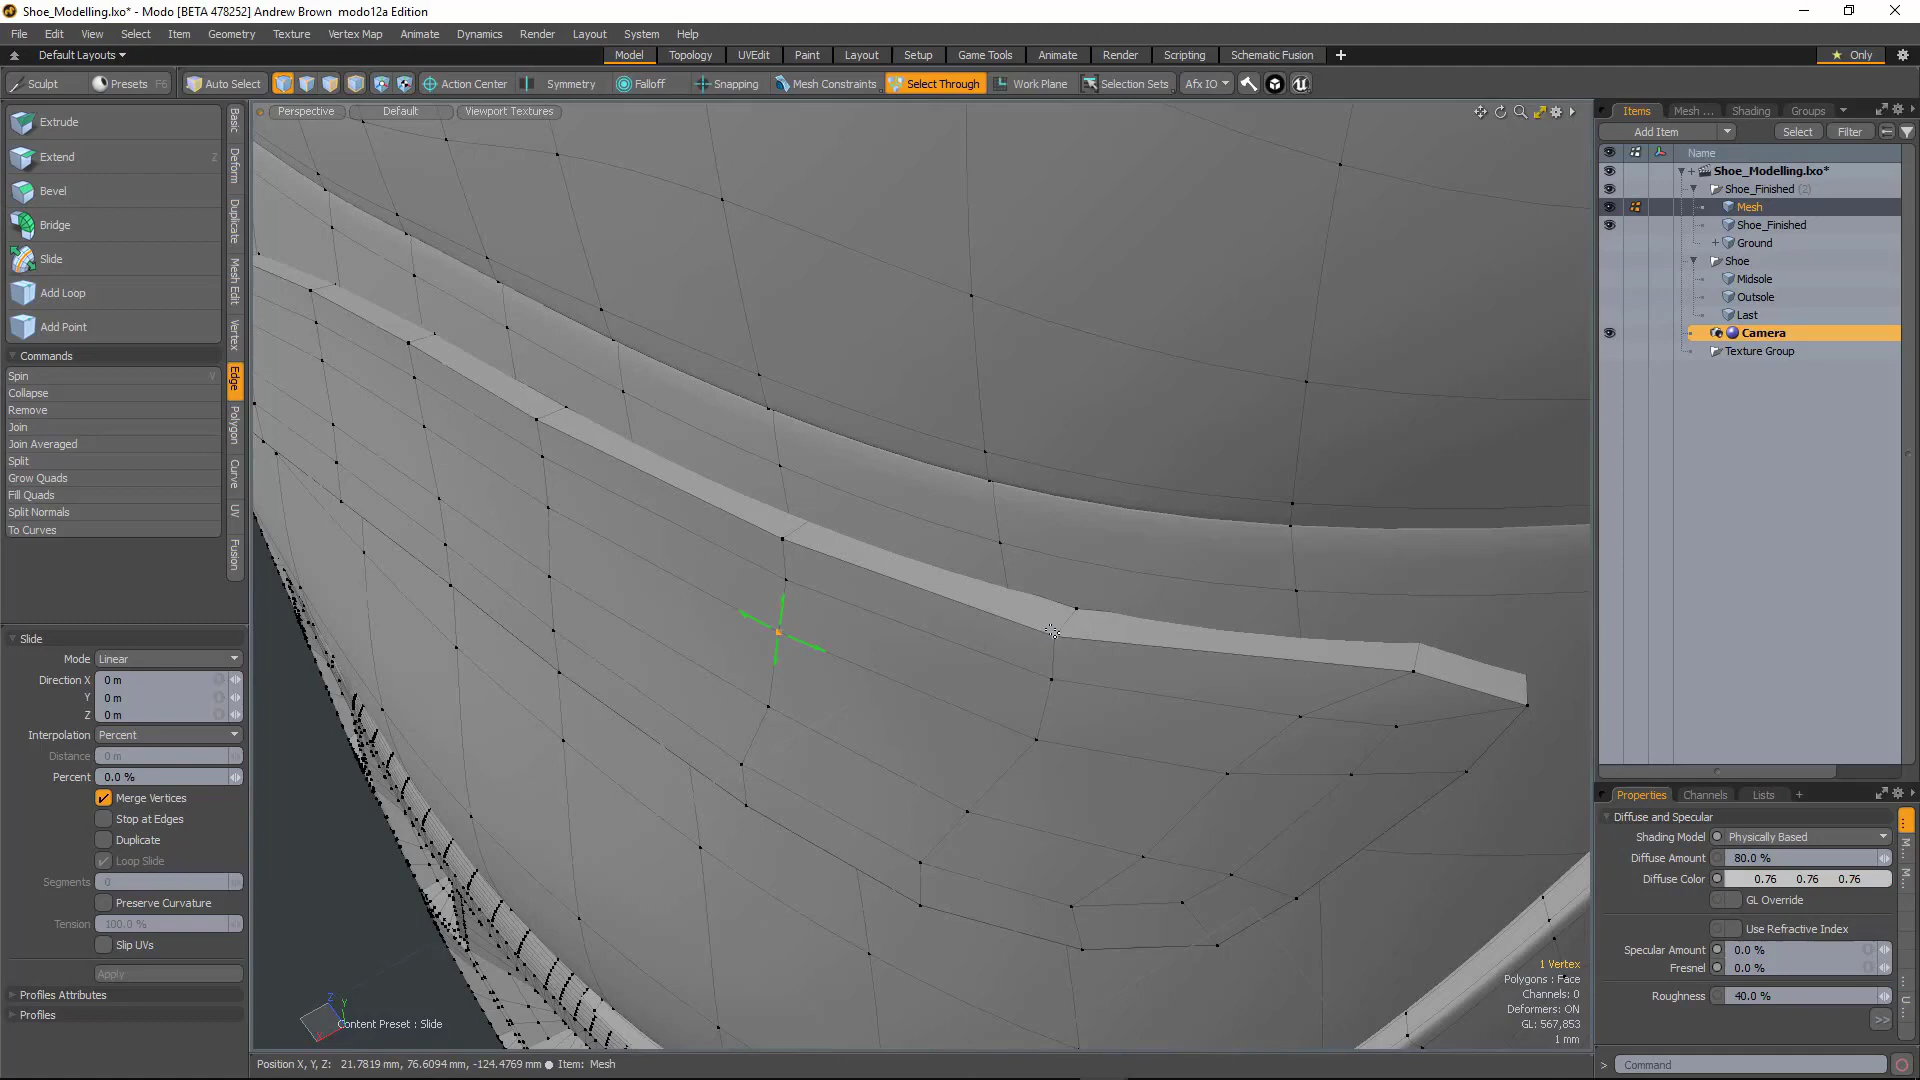 Shoe_Modelling.lxo* - Modo [BETA 478252] Andrew Brown modo12a Edition
File Edit View Select Item Geometry Texture Vertex Map Animate Dynamics Render Layout System Help
Default Layouts Model Topology UVEdit Paint Layout Setup Game Tools Animate Render Scripting Schematic Fusion Only
Sculpt Presets F6 Auto Select Action Center Symmetry Falloff Snapping Mesh Constraints Select Through Work Plane Selection Sets Afx IO
Perspective Default Viewport Textures
Extrude
Extend Z
Bevel
Bridge
Slide
Add Loop
Add Point
Commands
Spin V
Collapse
Remove
Join
Join Averaged
Split
Grow Quads
Fill Quads
Split Normals
To Curves
Basic
Deform
Duplicate
Mesh Edit
Vertex
Edge
Polygon
Curve
UV
Fusion
Slide
Mode Linear
Direction X 0 m
Y 0 m
Z 0 m
Interpolation Percent
Distance 0 m
Percent 0.0 %
Merge Vertices
Stop at Edges
Duplicate
Loop Slide
Segments 0
Preserve Curvature
Tension 100.0 %
Slip UVs
Apply
Profiles Attributes
Profiles
Z
Y
X
Content Preset : Slide
1 Vertex
Polygons : Face
Channels: 0
Deformers: ON
GL: 567,853
1 mm
Position X, Y, Z: 21.7819 mm, 76.6094 mm, -124.4769 mm Item: Mesh
Items Mesh ... Shading Groups
Add Item Select Filter
Name
Shoe_Modelling.lxo*
Shoe_Finished (2)
Mesh
Shoe_Finished
Ground
Shoe
Midsole
Outsole
Last
Camera
Texture Group
Properties Channels Lists +
Diffuse and Specular
Shading Model Physically Based
Diffuse Amount 80.0 %
Diffuse Color 0.76 0.76 0.76
GL Override
Use Refractive Index
Specular Amount 0.0 %
Fresnel 0.0 %
Roughness 40.0 %
>>
M...
M...
U
> Command